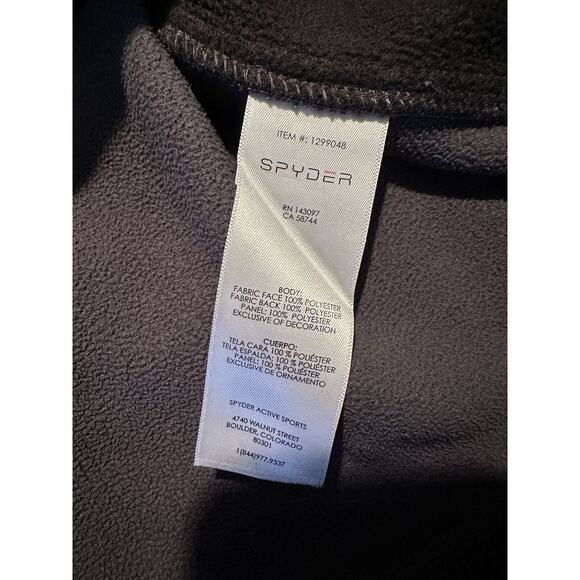 ITEM #: 1299048
SPYDER
RN 143097
CA 58744
BODY:
FABRIC FACE 100% POLYESTER
FABRIC BACK 100% POLYESTER
PANEL: 100% POLYESTER
EXCLUSIVE OF DECORATION
CUERPO:
TELA CARA 100 % POLIÉSTER
TELA ESPALDA: 100 % POLIÉSTER
PANEL: 100 % POLIÉSTER
EXCLUSIVE DE ORNAMENTO
SPYDER ACTIVE SPORTS
4740 WALNUT STREET
BOULDER, COLORADO
80301
1(844)977.9337